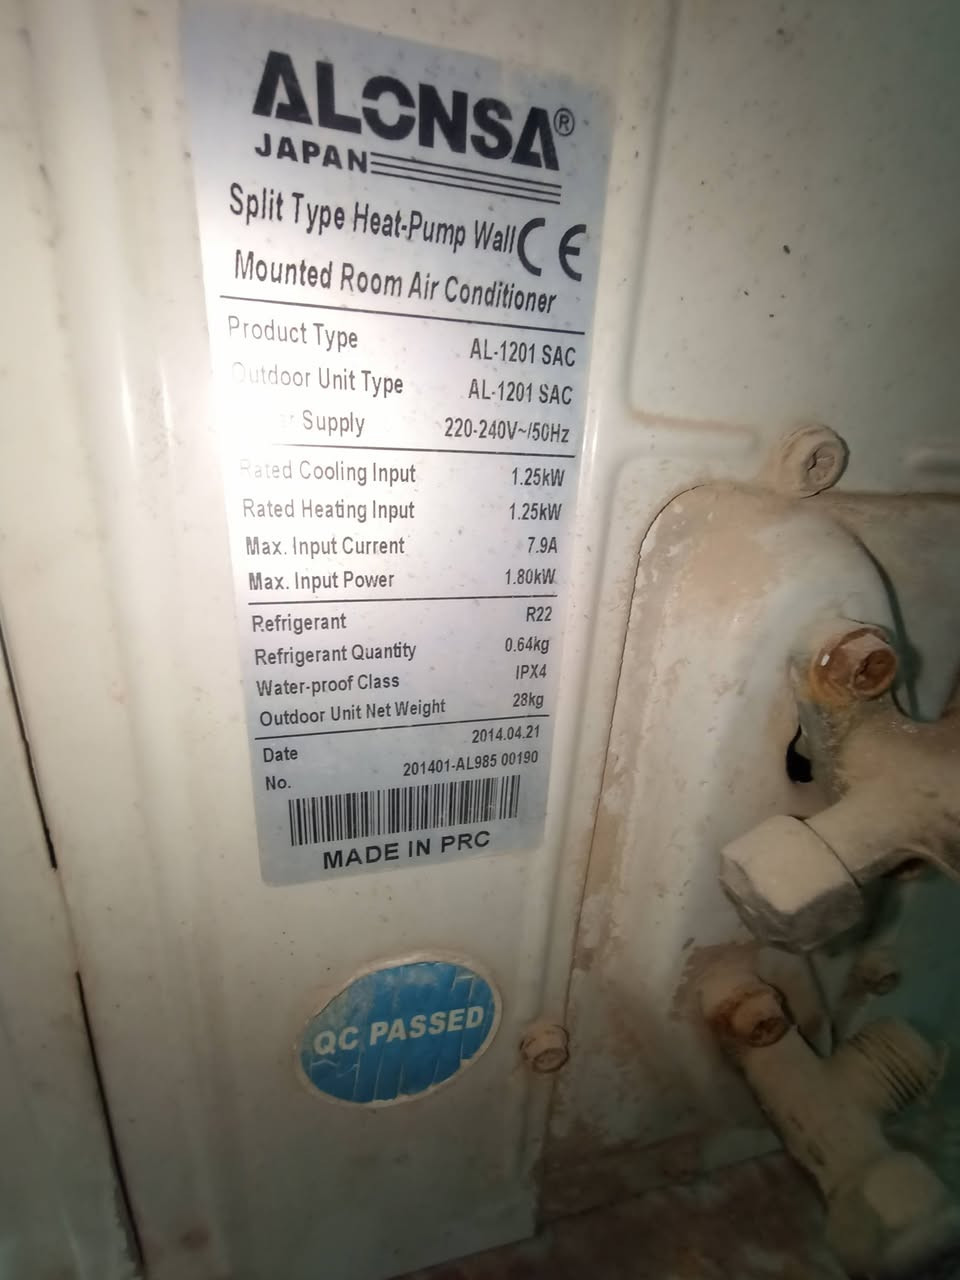 ALONSA®
JAPAN
Split Type Heat-Pump Wall CE
Mounted Room Air Conditioner
Product Type AL-1201 SAC
Outdoor Unit Type AL-1201 SAC
Supply 220-240V~/50Hz
Rated Cooling Input 1.25kW
Rated Heating Input 1.25kW
Max. Input Current 7.9A
Max. Input Power 1.80kW
Refrigerant R22
Refrigerant Quantity 0.64kg
Water-proof Class IPX4
Outdoor Unit Net Weight 28kg
Date 2014.04.21
No. 201401-AL985 00190
MADE IN PRC
QC PASSED